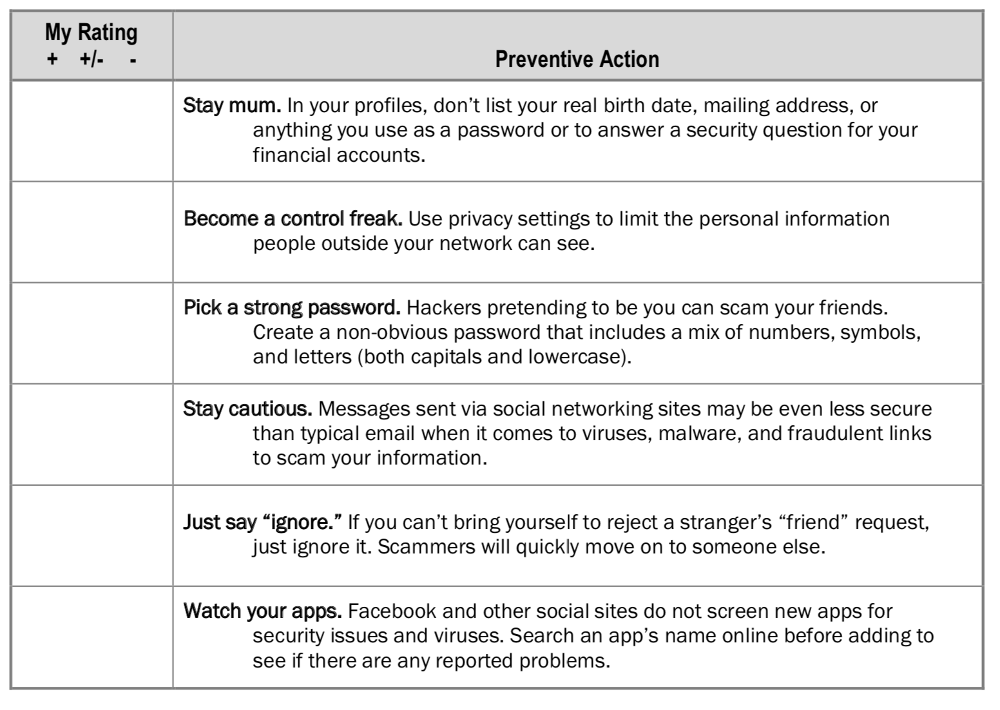 My Rating
+ +/- -
Preventive Action
Stay mum. In your profiles, don’t list your real birth date, mailing address, or
anything you use as a password or to answer a security question for your
financial accounts.
Become a control freak. Use privacy settings to limit the personal information
people outside your network can see.
Pick a strong password. Hackers pretending to be you can scam your friends.
Create a non-obvious password that includes a mix of numbers, symbols,
and letters (both capitals and lowercase).
Stay cautious. Messages sent via social networking sites may be even less secure
than typical email when it comes to viruses, malware, and fraudulent links
to scam your information.
Just say “ignore.” If you can’t bring yourself to reject a stranger’s “friend” request,
just ignore it. Scammers will quickly move on to someone else.
Watch your apps. Facebook and other social sites do not screen new apps for
security issues and viruses. Search an app’s name online before adding to
see if there are any reported problems.